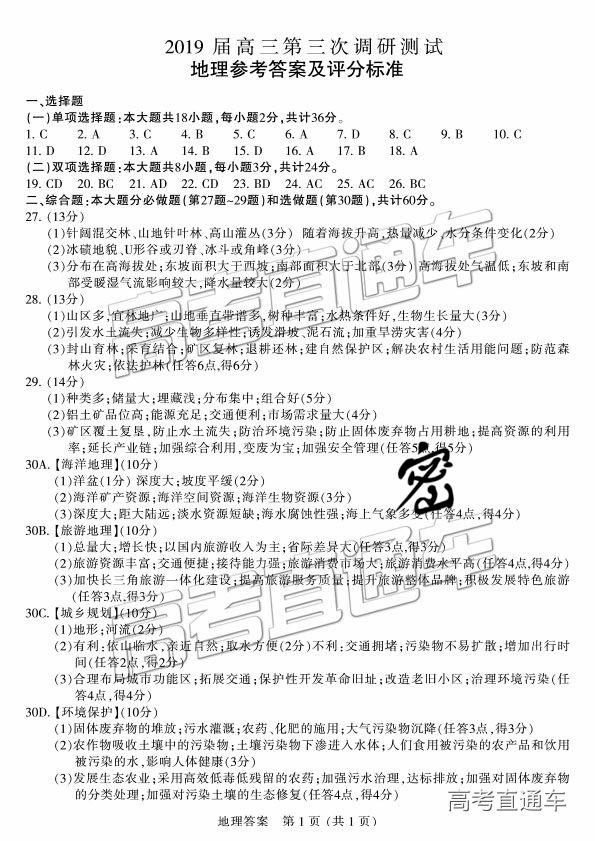 2019 届高三第三次调研测试
地理参考答案及评分标准
一、选择题
(一)单项选择题:本大题共18小题,每小题2分,共计36分。
1. C 2. A 3. C 4. B 5. C 6. A 7. D 8. C 9. B 10. C
11. D 12. D 13. A 14. B 15. A 16. A 17. B 18. A
(二)双项选择题:本大题共8小题,每小题3分,共计24分。
19. CD 20. BC 21. AD 22. CD 23. BD 24. AC 25. AC 26. BC
二、综合题:本大题分必做题(第27题~29题)和选做题(第30题),共计60分。
27. (13分)
(1)针阔混交林、山地针叶林、高山灌丛(3分) 随着海拔升高,热量减少,水分条件变化(2分)
(2)冰碛地貌、U形谷或刃脊、冰斗或角峰(3分)
(3)分布在高海拔处;东坡面积大于西坡;南部面积大于北部(3分) 高海拔处气温低;东坡和南
部受暖湿气流影响较大,降水量较大(2分)
28. (13分)
(1)山区多,宜林地广;山地垂直带谱多,树种丰富;水热条件好,生物生长量大(3分)
(2)引发水土流失;减少生物多样性;诱发滑坡、泥石流;加重旱涝灾害(4分)
(3)封山育林;采育结合;矿区复林;退耕还林;建自然保护区;解决农村生活用能问题;防范森
林火灾;依法护林(任答6点,得6分)
29. (14分)
(1)种类多;储量大;埋藏浅;分布集中;组合好(5分)
(2)铝土矿品位高;能源充足;交通便利;市场需求量大(4分)
(3)矿区覆土复垦,防止水土流失;防治环境污染;防止固体废弃物占用耕地;提高资源的利用
率;延长产业链;加强综合利用,变废为宝;加强安全管理(任答5点,得5分)
30A.【海洋地理】(10分)
(1)洋盆(1分) 深度大;坡度平缓(2分)
(2)海洋矿产资源;海洋空间资源;海洋生物资源(3分)
(3)深度大;距大陆远;淡水资源短缺;海水腐蚀性强;海上气象多变(任答4点,得4分)
30B.【旅游地理】(10分)
(1)总量大;增长快;以国内旅游收入为主;省际差异大(任答3点,得3分)
(2)旅游资源丰富;交通便捷;接待能力强;旅游消费市场大;旅游消费水平高(任答4点,得4分)
(3)加快长三角旅游一体化建设;提高旅游服务质量;提升旅游整体品牌;积极发展特色旅游
(任答3点,得3分)
30C.【城乡规划】(10分)
(1)地形;河流(2分)
(2)有利:依山临水,亲近自然;取水方便(2分)不利:交通拥堵;污染物不易扩散;增加出行时
间(任答2点,得2分)
(3)合理布局城市功能区;拓展交通;保护性开发革命旧址;改造老旧小区;治理环境污染(任
答4点,得4分)
30D.【环境保护】(10分)
(1)固体废弃物的堆放;污水灌溉;农药、化肥的施用;大气污染物沉降(任答3点,得3分)
(2)农作物吸收土壤中的污染物;土壤污染物下渗进入水体;人们食用被污染的农产品和饮用
被污染的水,影响人体健康(3分)
(3)发展生态农业;采用高效低毒低残留的农药;加强污水治理,达标排放;加强对固体废弃物
的分类处理;加强对污染土壤的生态修复(任答4点,得4分)
地理答案 第 1 页 (共 1 页)
密
高考直通车
高考直通车
高考直通车